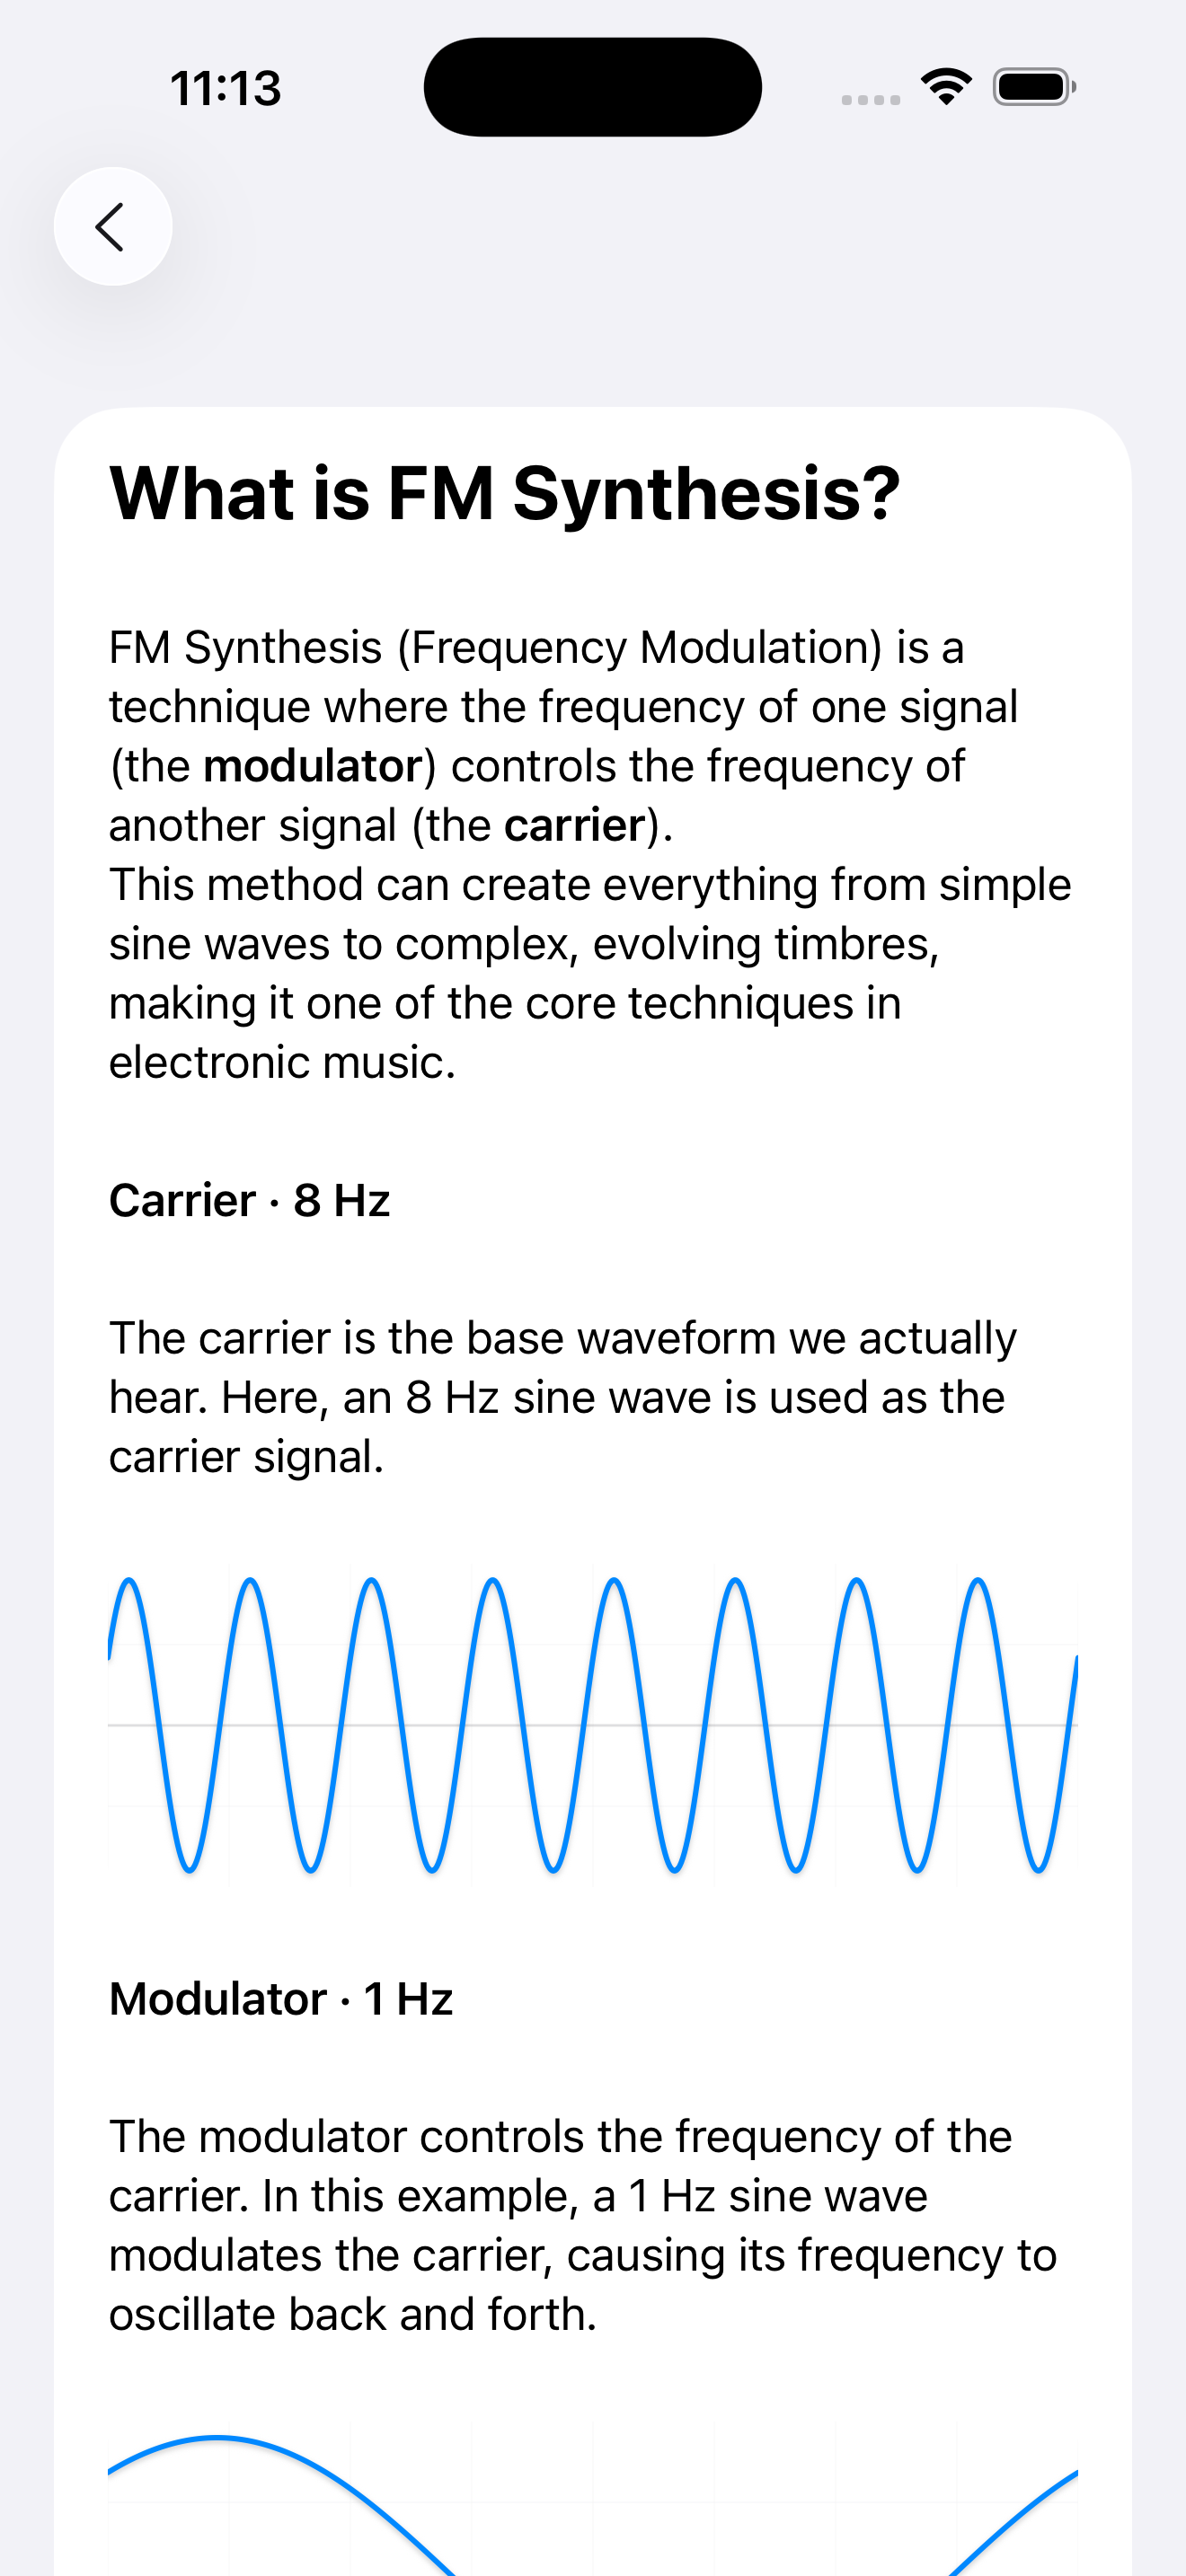 11:13
What is FM Synthesis?
FM Synthesis (Frequency Modulation) is a
technique where the frequency of one signal
(the modulator) controls the frequency of
another signal (the carrier).
This method can create everything from simple
sine waves to complex, evolving timbres,
making it one of the core techniques in
electronic music.
Carrier · 8 Hz
The carrier is the base waveform we actually
hear. Here, an 8 Hz sine wave is used as the
carrier signal.
Modulator · 1 Hz
The modulator controls the frequency of the
carrier. In this example, a 1 Hz sine wave
modulates the carrier, causing its frequency to
oscillate back and forth.